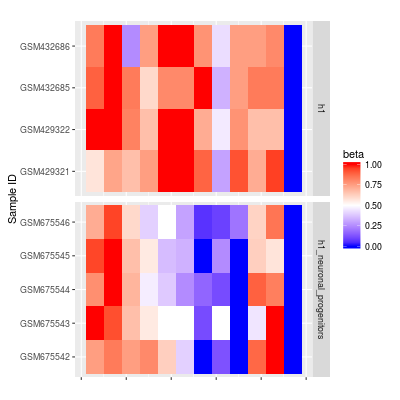 GSM432686
GSM432685
GSM429322
GSM429321
h1
GSM675546
GSM675545
GSM675544
GSM675543
GSM675542
h1_neuronal_progenitors
Sample ID
beta
1.00
0.75
0.50
0.25
0.00